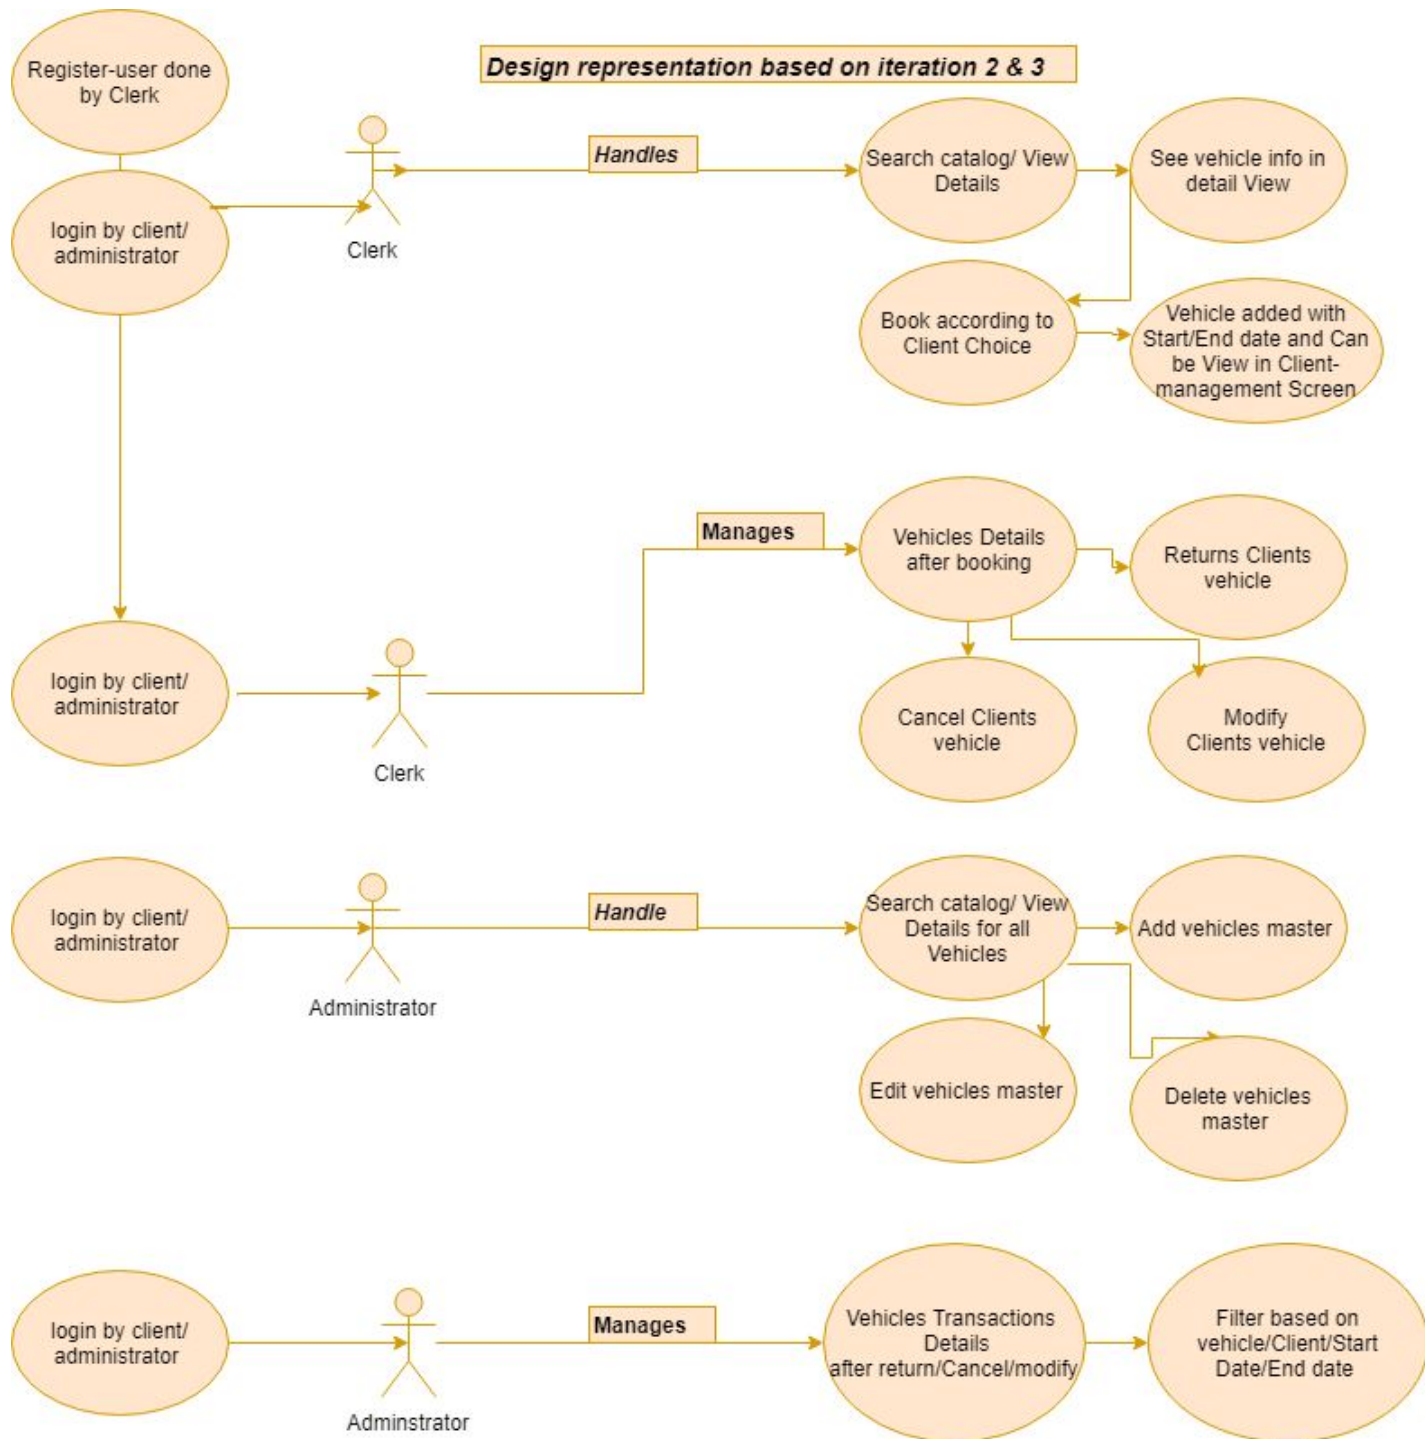 Register-user done
by Clerk
Design representation based on iteration 2 & 3
Handles
Search catalog/ View
Details
See vehicle info in
detail View
login by client/
administrator
Clerk
Book according to
Client Choice
Vehicle added with
Start/End date and Can
be View in Client-
management Screen
Manages
Vehicles Details
after booking
Returns Clients
vehicle
login by client/
administrator
Clerk
Cancel Clients
vehicle
Modify
Clients vehicle
login by client/
administrator
Administrator
Handle
Search catalog/ View
Details for all
Vehicles
Add vehicles master
Edit vehicles master
Delete vehicles
master
login by client/
administrator
Adminstrator
Manages
Vehicles Transactions
Details
after return/Cancel/modify
Filter based on
vehicle/Client/Start
Date/End date